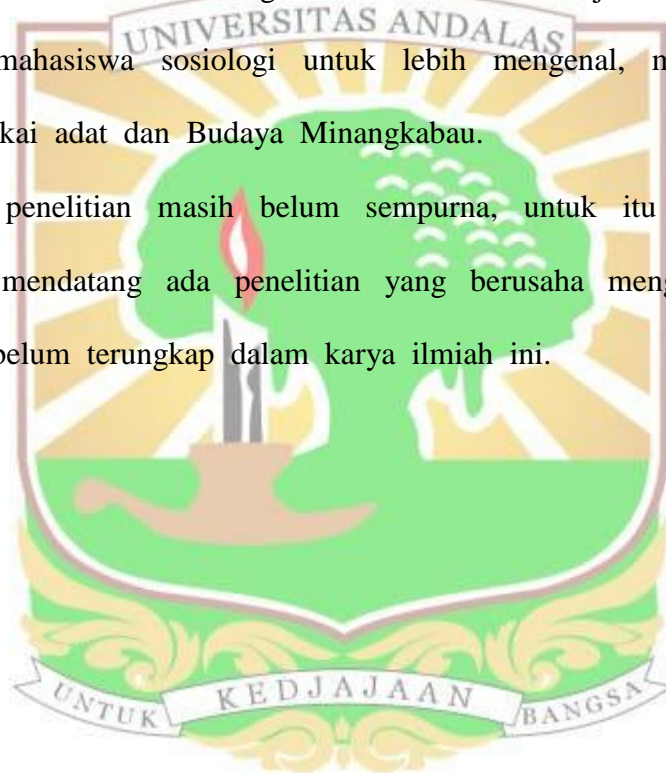 UNIVERSITAS ANDALAS
mahasiswa sosiologi untuk lebih mengenal,
kai adat dan Budaya Minangkabau.
penelitian masih belum sempurna, untuk itu
mendatang ada penelitian yang berusaha
belum terungkap dalam karya ilmiah ini.
UNTUK KEDJAJAAN BANGSA